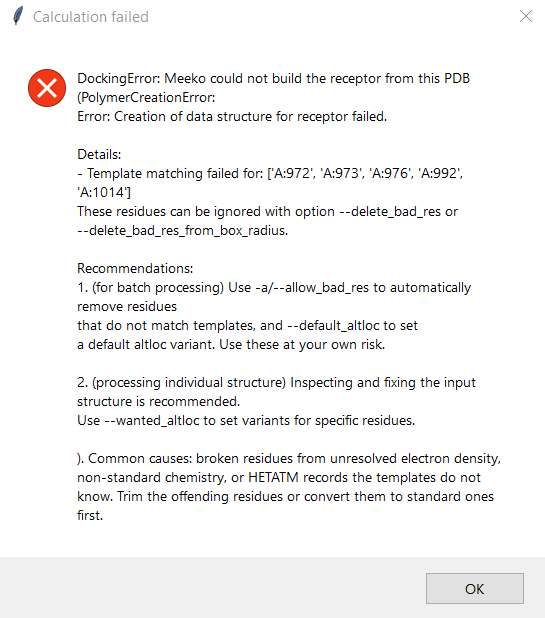 Calculation failed
DockingError: Meeko could not build the receptor from this PDB
(PolymerCreationError:
Error: Creation of data structure for receptor failed.
Details:
- Template matching failed for: ['A:972', 'A:973', 'A:976', 'A:992',
'A:1014']
These residues can be ignored with option --delete_bad_res or
--delete_bad_res_from_box_radius.
Recommendations:
1. (for batch processing) Use -a/--allow_bad_res to automatically
remove residues
that do not match templates, and --default_altloc to set
a default altloc variant. Use these at your own risk.
2. (processing individual structure) Inspecting and fixing the input
structure is recommended.
Use --wanted_altloc to set variants for specific residues.
). Common causes: broken residues from unresolved electron density,
non-standard chemistry, or HETATM records the templates do not
know. Trim the offending residues or convert them to standard ones
first.
OK